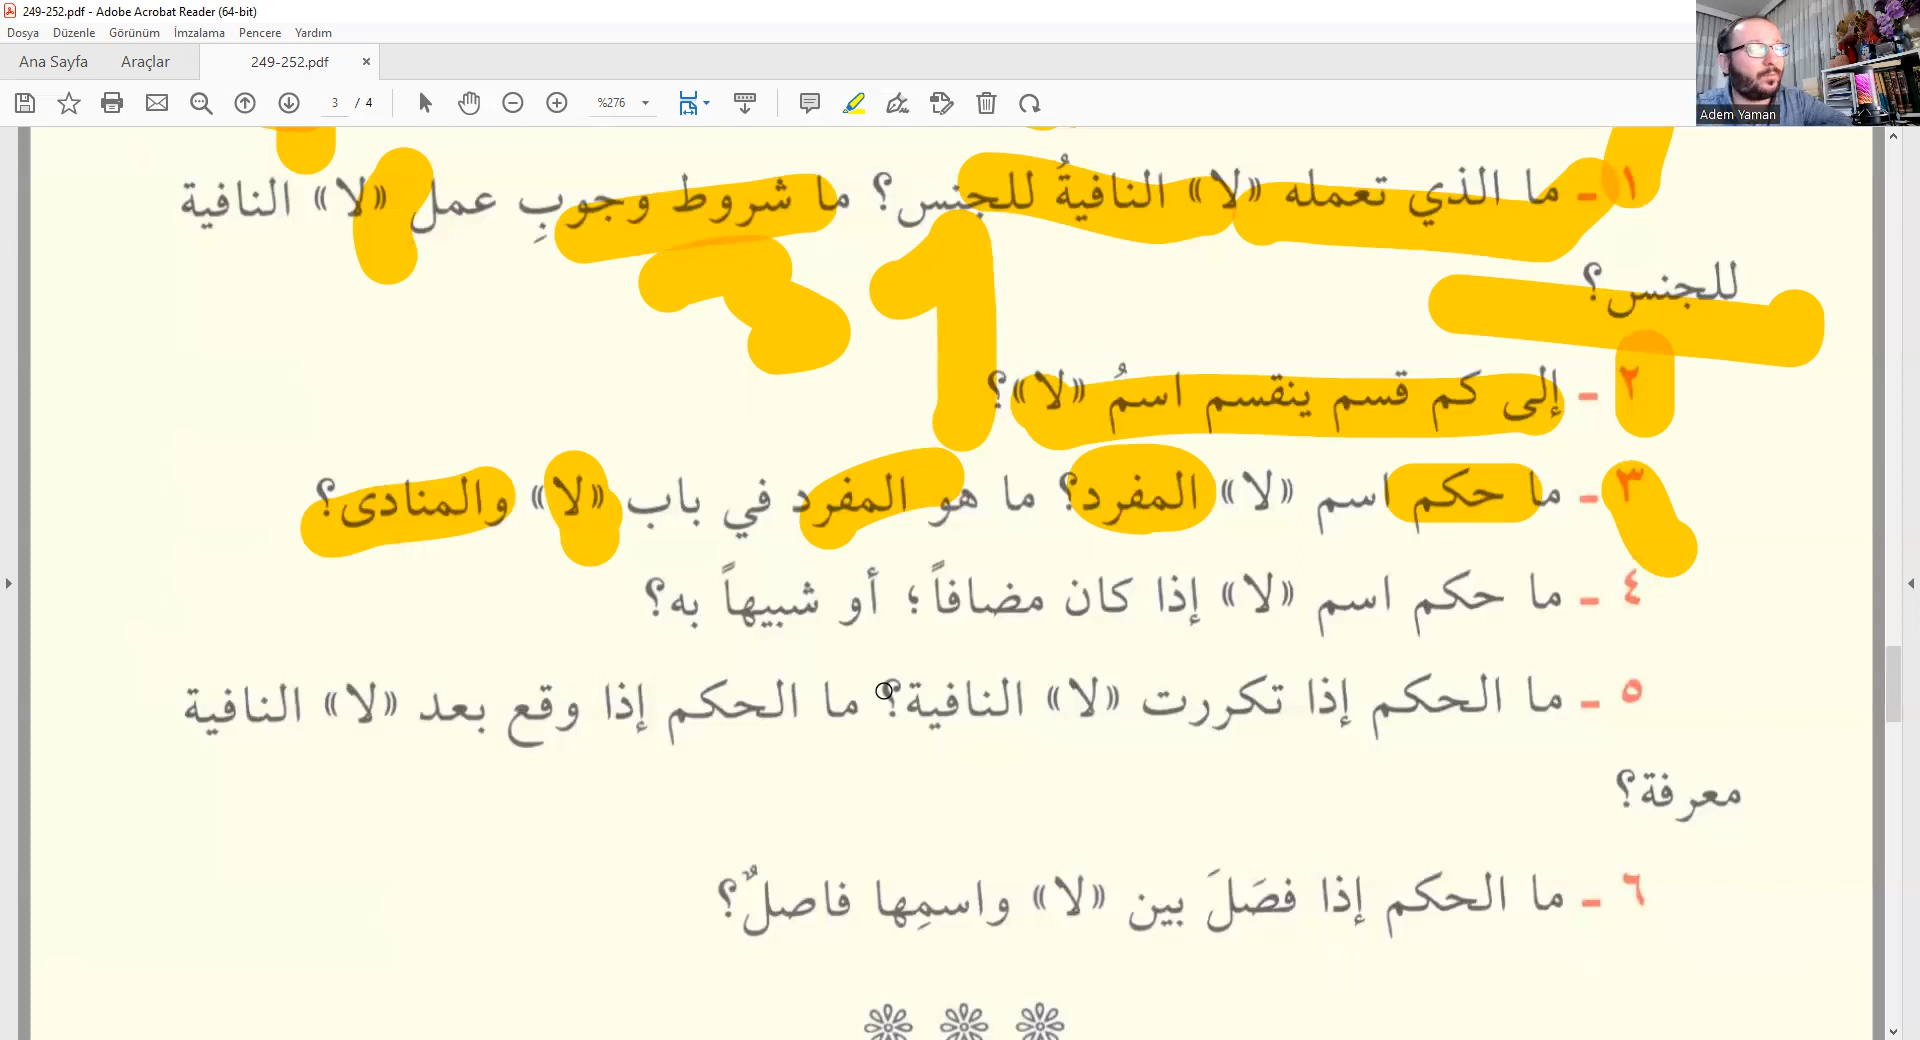 249-252.pdf - Adobe Acrobat Reader (64-bit)
Dosya Düzenle Görünüm İmzalama Pencere Yardım
Ana Sayfa Araçlar 249-252.pdf ×
3 / 4 %276
Adem Yaman
١ - ما الذي تعمله «لا» النافيةُ للجنس؟ ما شروط وجوبِ عمل «لا» النافية
للجنس؟
٢ - إلى كم قسم ينقسم اسمُ «لا»؟
٣ - ما حكم اسم «لا» المفرد؟ ما هو المفرد في باب «لا» والمنادى؟
٤ - ما حكم اسم «لا» إذا كان مضافاً؛ أو شبيهاً به؟
٥ - ما الحكم إذا تكررت «لا» النافية؟ ما الحكم إذا وقع بعد «لا» النافية
معرفة؟
٦ - ما الحكم إذا فصَلَ بين «لا» واسمِها فاصلٌ؟